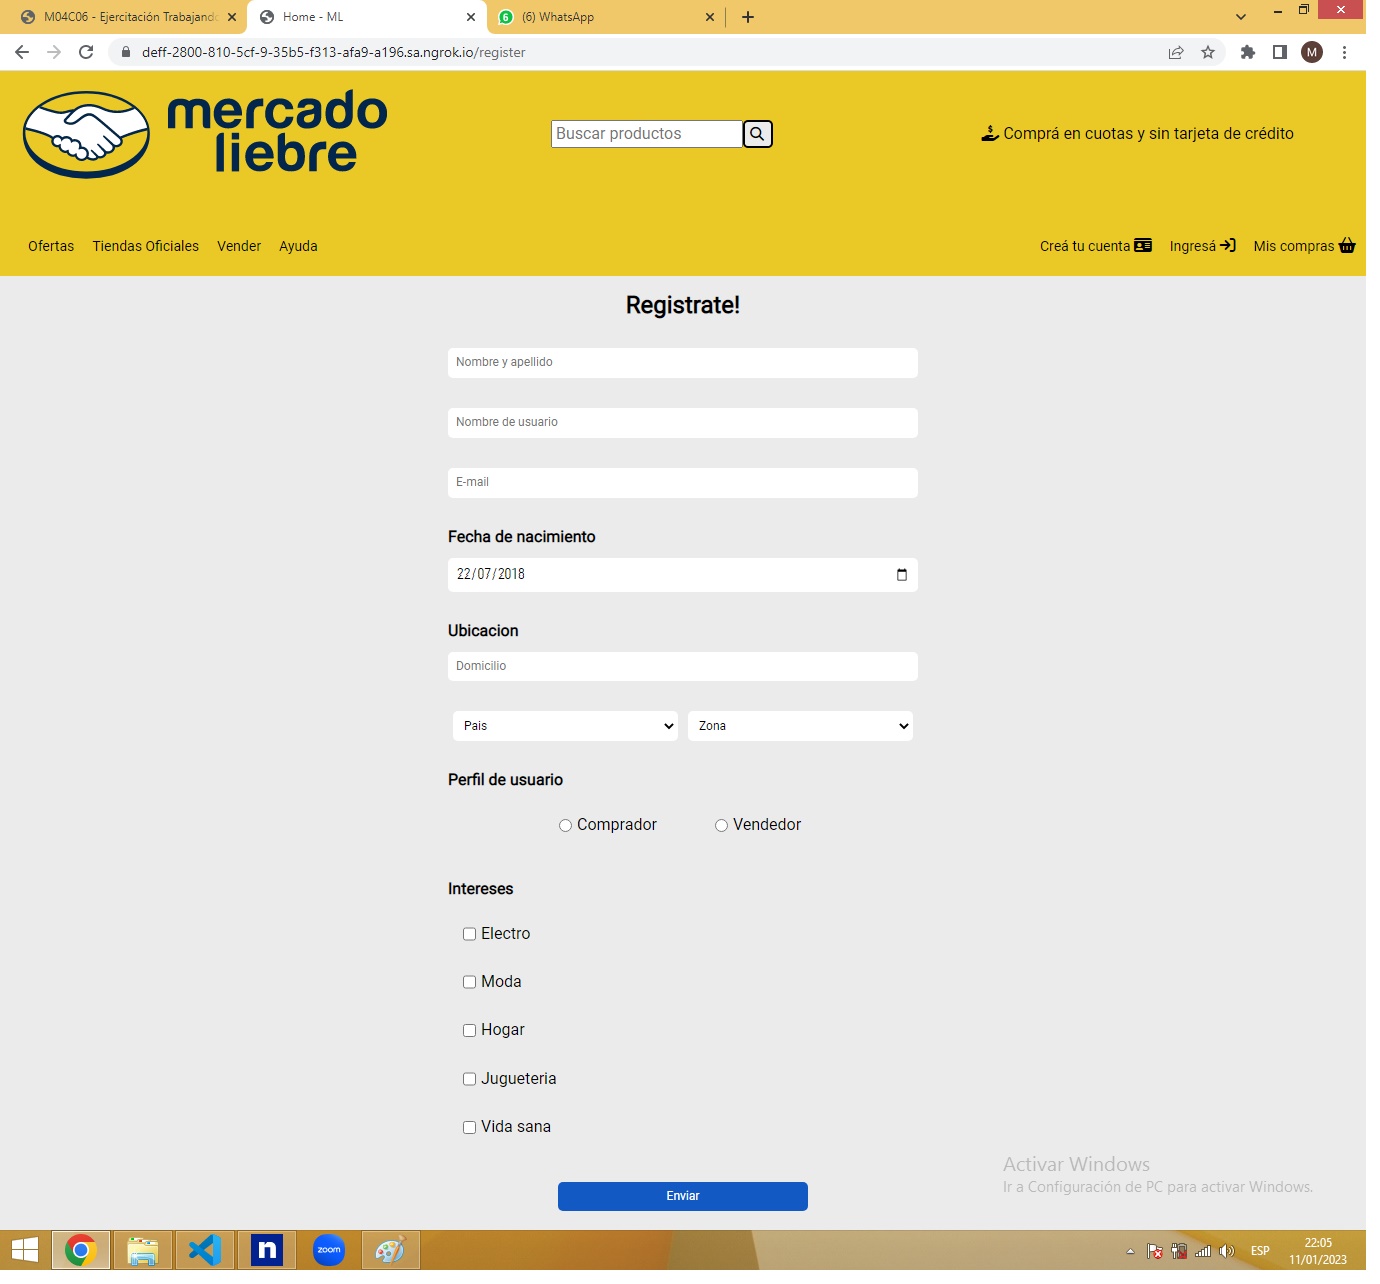 M04C06 - Ejercitación Trabajando
Home - ML
6
(6) WhatsApp
deff-2800-810-5cf-9-35b5-f313-afa9-a196.sa.ngrok.io/register
M
mercado
liebre
Buscar productos
Comprá en cuotas y sin tarjeta de crédito
Ofertas
Tiendas Oficiales
Vender
Ayuda
Creá tu cuenta
Ingresá
Mis compras
Registrate!
Nombre y apellido
Nombre de usuario
E-mail
Fecha de nacimiento
22/07/2018
Ubicacion
Domicilio
Pais
Zona
Perfil de usuario
Comprador
Vendedor
Intereses
Electro
Moda
Hogar
Jugueteria
Vida sana
Activar Windows
Ir a Configuración de PC para activar Windows.
Enviar
n
zoom
ESP
22:05
11/01/2023